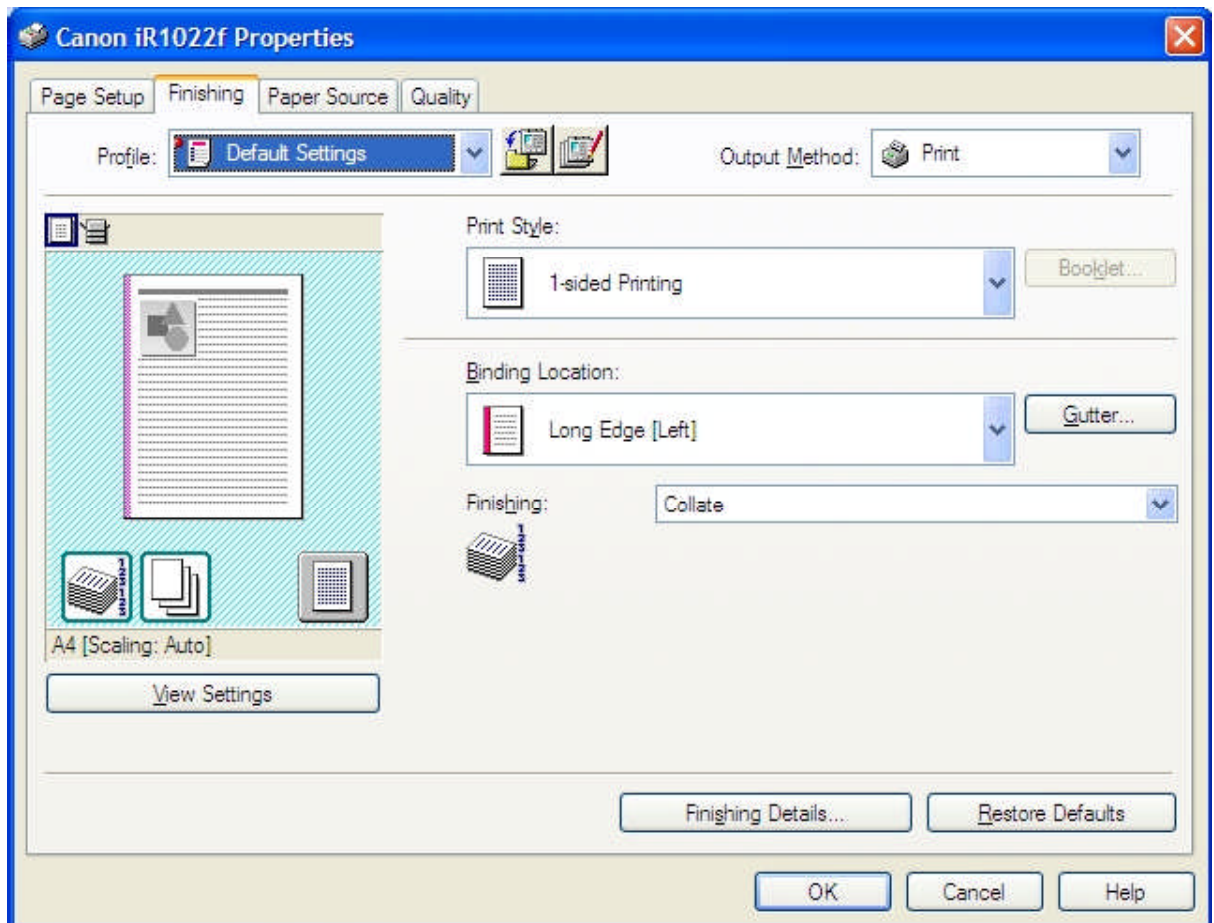 Canon iR1022f Properties
Page Setup Finishing Paper Source Quality
Profile: Default Settings Output Method: Print
Print Style:
1-sided Printing Booklet...
Binding Location:
Long Edge [Left] Gutter...
Finishing: Collate
A4 [Scaling: Auto]
View Settings
Finishing Details... Restore Defaults
OK Cancel Help